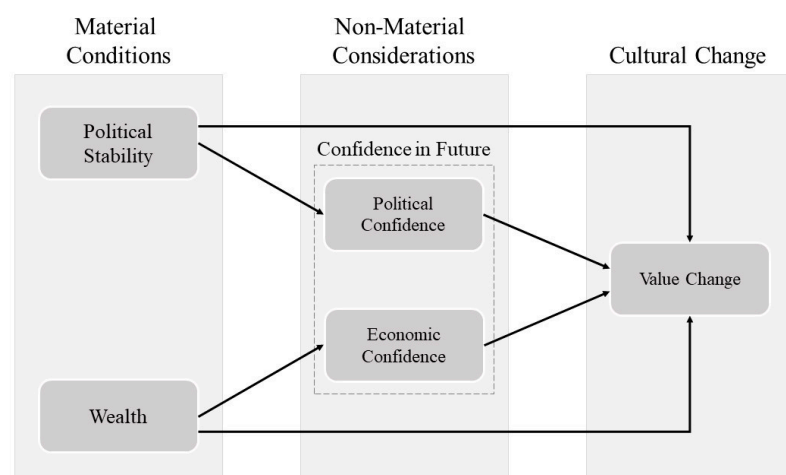 Material
Conditions
Non-Material
Considerations
Cultural Change
Political
Stability
Confidence in Future
Political
Confidence
Value Change
Economic
Confidence
Wealth